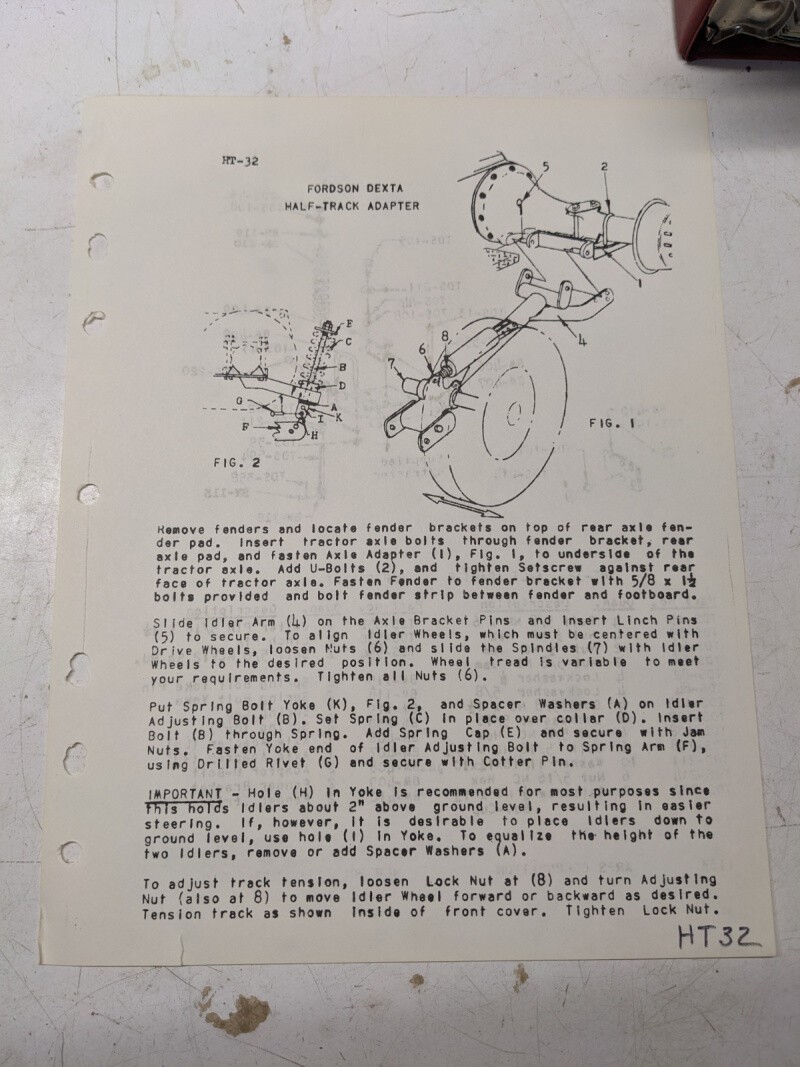 HT-32
FORDSON DEXTA
HALF-TRACK ADAPTER
5
2
1
4
8
6
7
FIG. 1
E
C
B
D
A
K
I
H
G
F
FIG. 2
Remove fenders and locate fender brackets on top of rear axle fen-
der pad. Insert tractor axle bolts through fender bracket, rear
axle pad, and fasten Axle Adapter (1), Fig. 1, to underside of the
tractor axle. Add U-Bolts (2), and tighten Setscrew against rear
face of tractor axle. Fasten Fender to fender bracket with 5/8 x 1½
bolts provided and bolt fender strip between fender and footboard.
Slide Idler Arm (4) on the Axle Bracket Pins and Insert Linch Pins
(5) to secure. To align Idler Wheels, which must be centered with
Drive Wheels, loosen Nuts (6) and slide the Spindles (7) with Idler
Wheels to the desired position. Wheel tread is variable to meet
your requirements. Tighten all Nuts (6).
Put Spring Bolt Yoke (K), Fig. 2, and Spacer Washers (A) on Idler
Adjusting Bolt (B). Set Spring (C) in place over collar (D). Insert
Bolt (B) through Spring. Add Spring Cap (E) and secure with Jam
Nuts. Fasten Yoke end of Idler Adjusting Bolt to Spring Arm (F),
using Drilled Rivet (G) and secure with Cotter Pin.
IMPORTANT - Hole (H) in Yoke is recommended for most purposes since
this holds Idlers about 2" above ground level, resulting in easier
steering. If, however, it is desirable to place Idlers down to
ground level, use hole (I) in Yoke. To equalize the height of the
two Idlers, remove or add Spacer Washers (A).
To adjust track tension, loosen Lock Nut at (8) and turn Adjusting
Nut (also at 8) to move Idler Wheel forward or backward as desired.
Tension track as shown inside of front cover. Tighten Lock Nut.
HT32